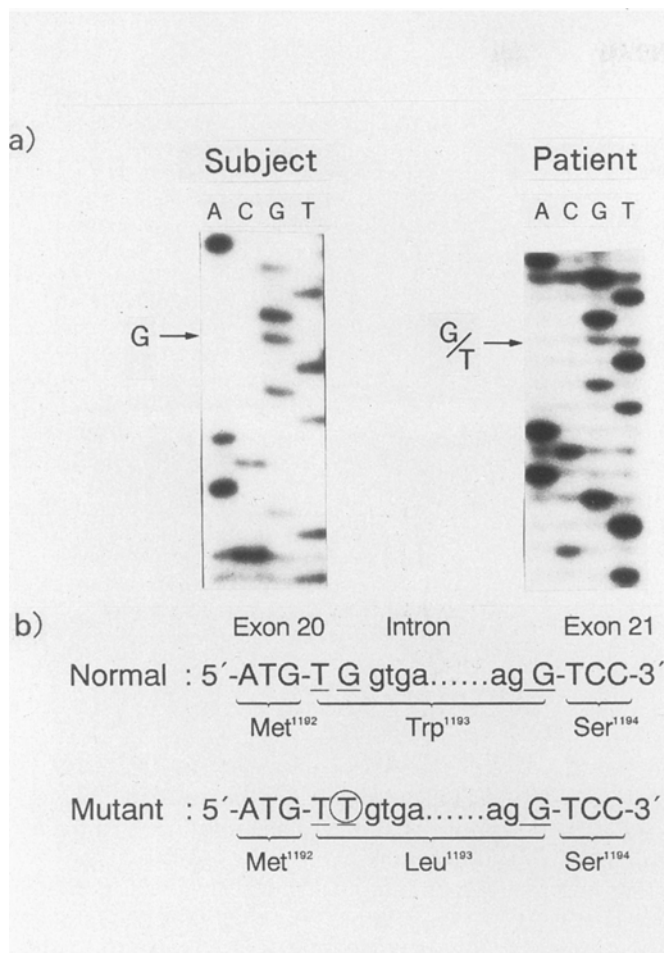 a)
Subject Patient
A C G T A C G T
G → G/T →
b) Exon 20 Intron Exon 21
Normal : 5´-ATG-T G gtga......ag G-TCC-3´
Met¹¹⁹² Trp¹¹⁹³ Ser¹¹⁹⁴
Mutant : 5´-ATG-TTgtga......ag G-TCC-3´
Met¹¹⁹² Leu¹¹⁹³ Ser¹¹⁹⁴